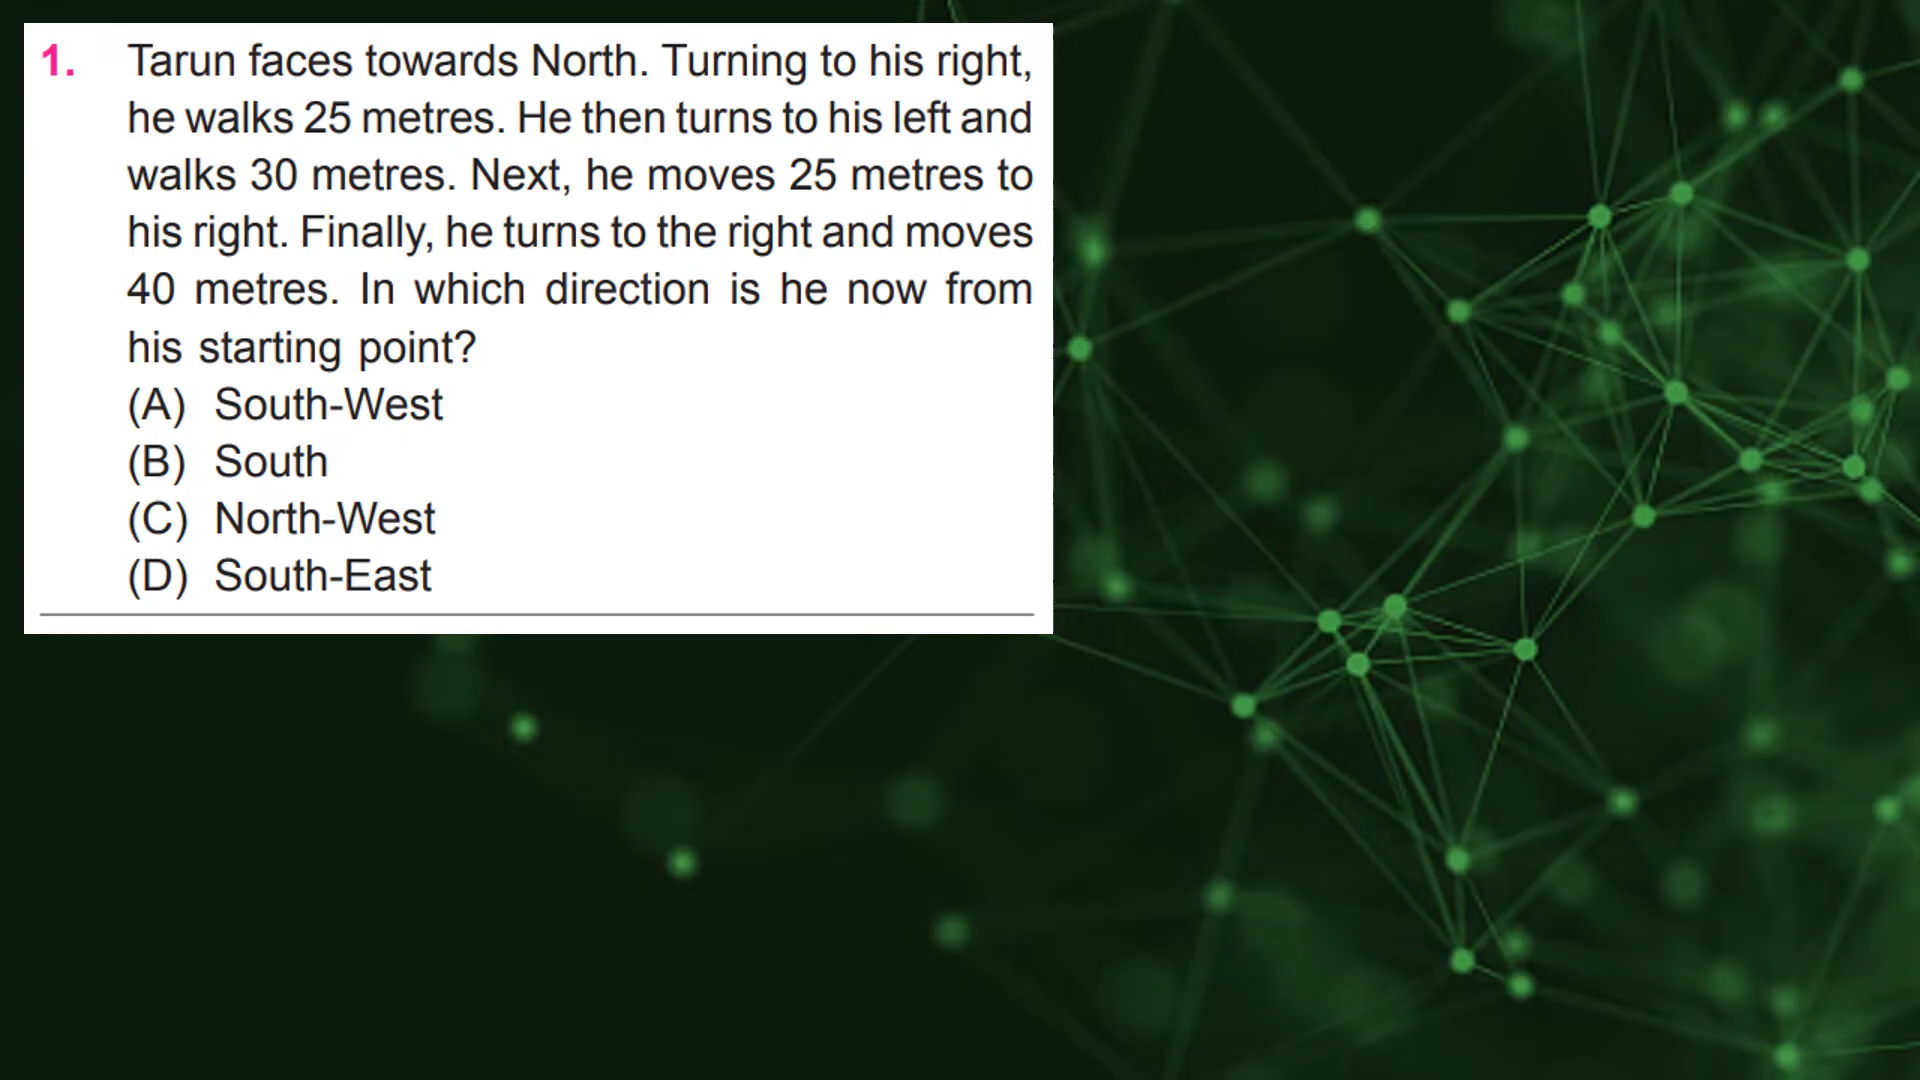 1. Tarun faces towards North. Turning to his right,
he walks 25 metres. He then turns to his left and
walks 30 metres. Next, he moves 25 metres to
his right. Finally, he turns to the right and moves
40 metres. In which direction is he now from
his starting point?
(A) South-West
(B) South
(C) North-West
(D) South-East